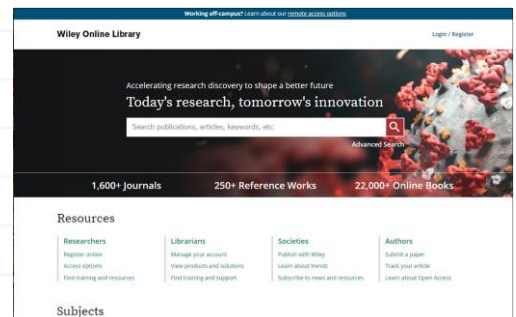 Working off-campus? Learn about our remote access options
Wiley Online Library
Login / Register
Accelerating research discovery to shape a better future
Today's research, tomorrow's innovation
Search publications, articles, keywords, etc.
Advanced Search
1,600+ Journals 250+ Reference Works 22,000+ Online Books
Resources
Researchers
Register online
Access options
Find training and resources
Librarians
Manage your account
View products and solutions
Find training and support
Societies
Publish with Wiley
Learn about trends
Subscribe to news and resources
Authors
Submit a paper
Track your article
Learn about Open Access
Subjects